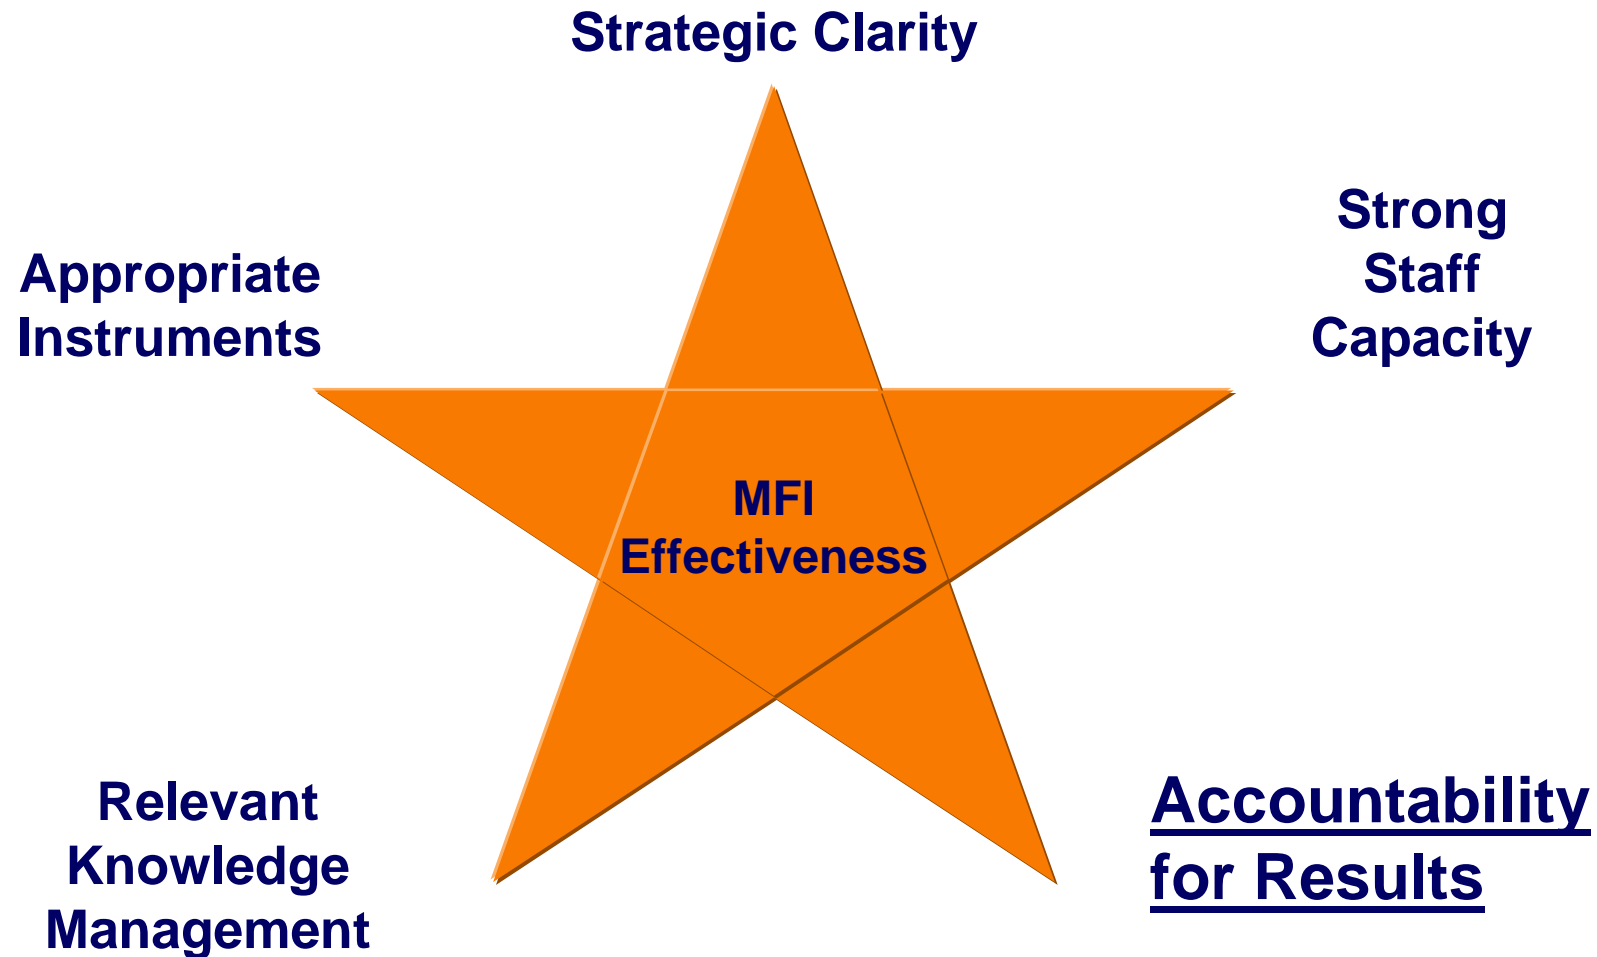 Strategic Clarity
Strong
Staff
Capacity
Appropriate
Instruments
MFI
Effectiveness
Accountability
for Results
Relevant
Knowledge
Management